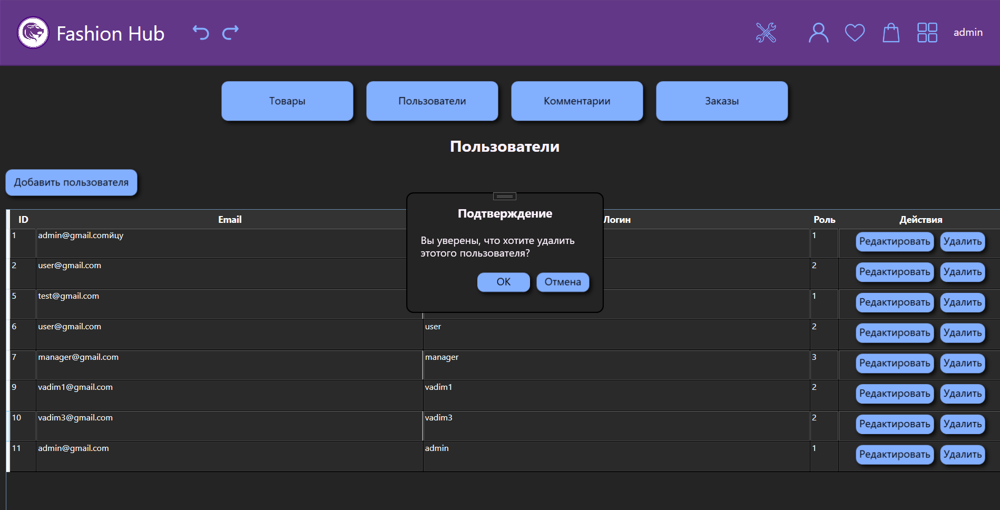 Fashion Hub
admin
Товары
Пользователи
Комментарии
Заказы
Пользователи
Добавить пользователя
Подтверждение
Вы уверены, что хотите удалить
этотого пользователя?
ОК
Отмена
ID Email Логин Роль Действия
1 admin@gmail.comйцу 1 Редактировать Удалить
2 user@gmail.com 2 Редактировать Удалить
5 test@gmail.com 1 Редактировать Удалить
6 user@gmail.com user 2 Редактировать Удалить
7 manager@gmail.com manager 3 Редактировать Удалить
9 vadim1@gmail.com vadim1 2 Редактировать Удалить
10 vadim3@gmail.com vadim3 2 Редактировать Удалить
11 admin@gmail.com admin 1 Редактировать Удалить